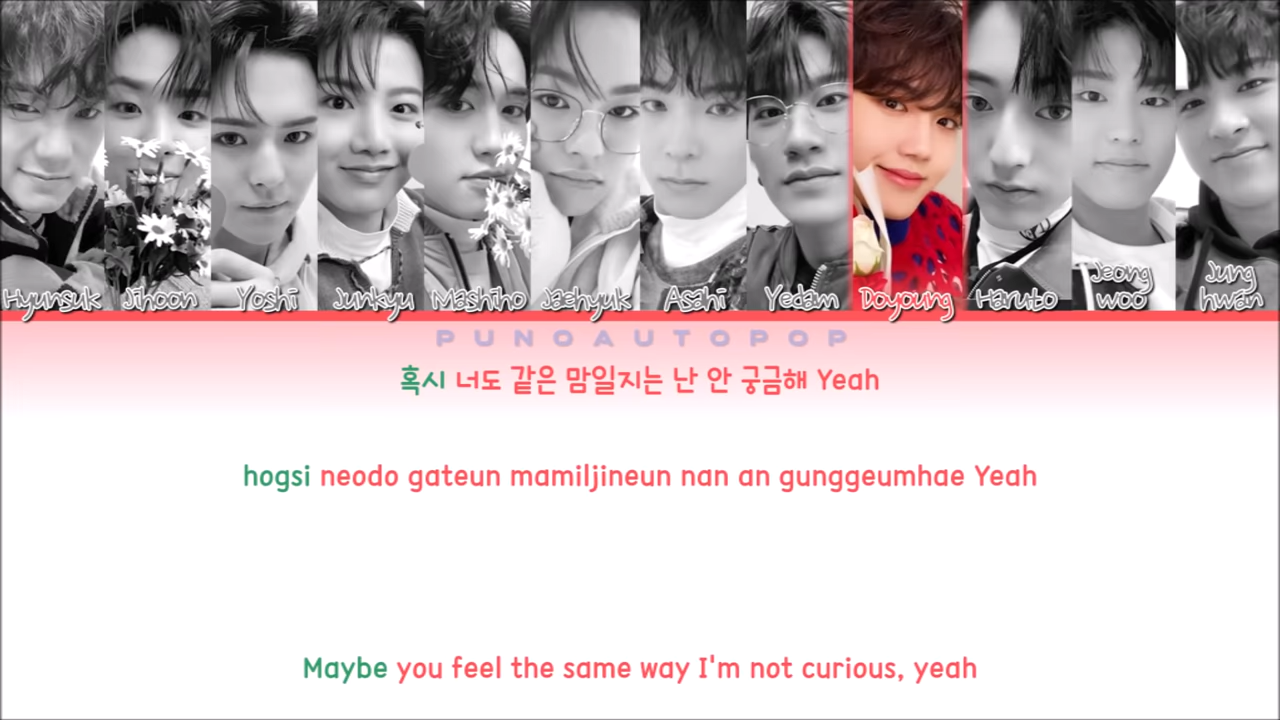 Hyunsuk Jihoon Yoshi Junkyu Mashiho Jaehyuk Asahi Yedam Doyoung Haruto Jeong woo Jung hwan
PUNOAUTOPOP
혹시 너도 같은 맘일지는 난 안 궁금해 Yeah
hogsi neodo gateun mamiljineun nan an gunggeumhae Yeah
Maybe you feel the same way I'm not curious, yeah